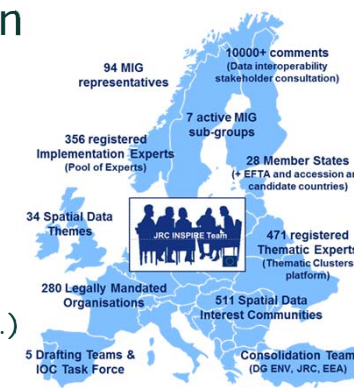 n
10000+ comments
(Data interoperability
stakeholder consultation)
94 MIG
representatives
7 active MIG
sub-groups
356 registered
Implementation Experts
(Pool of Experts)
28 Member States
(+ EFTA and accession an
candidate countries)
34 Spatial Data
Themes
JRC INSPIRE Team
471 registered
Thematic Experts
(Thematic Clusters
platform)
280 Legally Mandated
Organisations
511 Spatial Data
Interest Communities
.)
5 Drafting Teams &
IOC Task Force
Consolidation Team
(DG ENV, JRC, EEA)